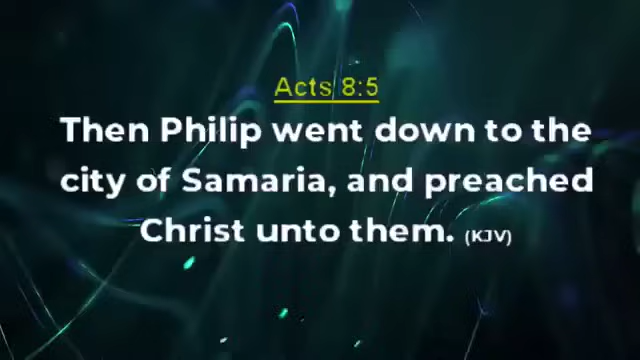 Acts 8:5
Then Philip went down to the
city of Samaria, and preached
Christ unto them. (KJV)